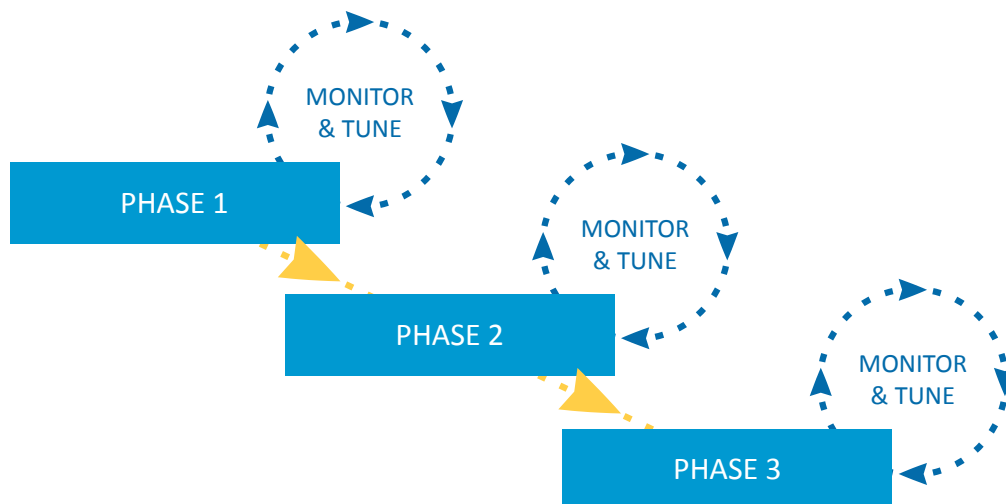 MONITOR
& TUNE
PHASE 1
MONITOR
& TUNE
PHASE 2
MONITOR
& TUNE
PHASE 3